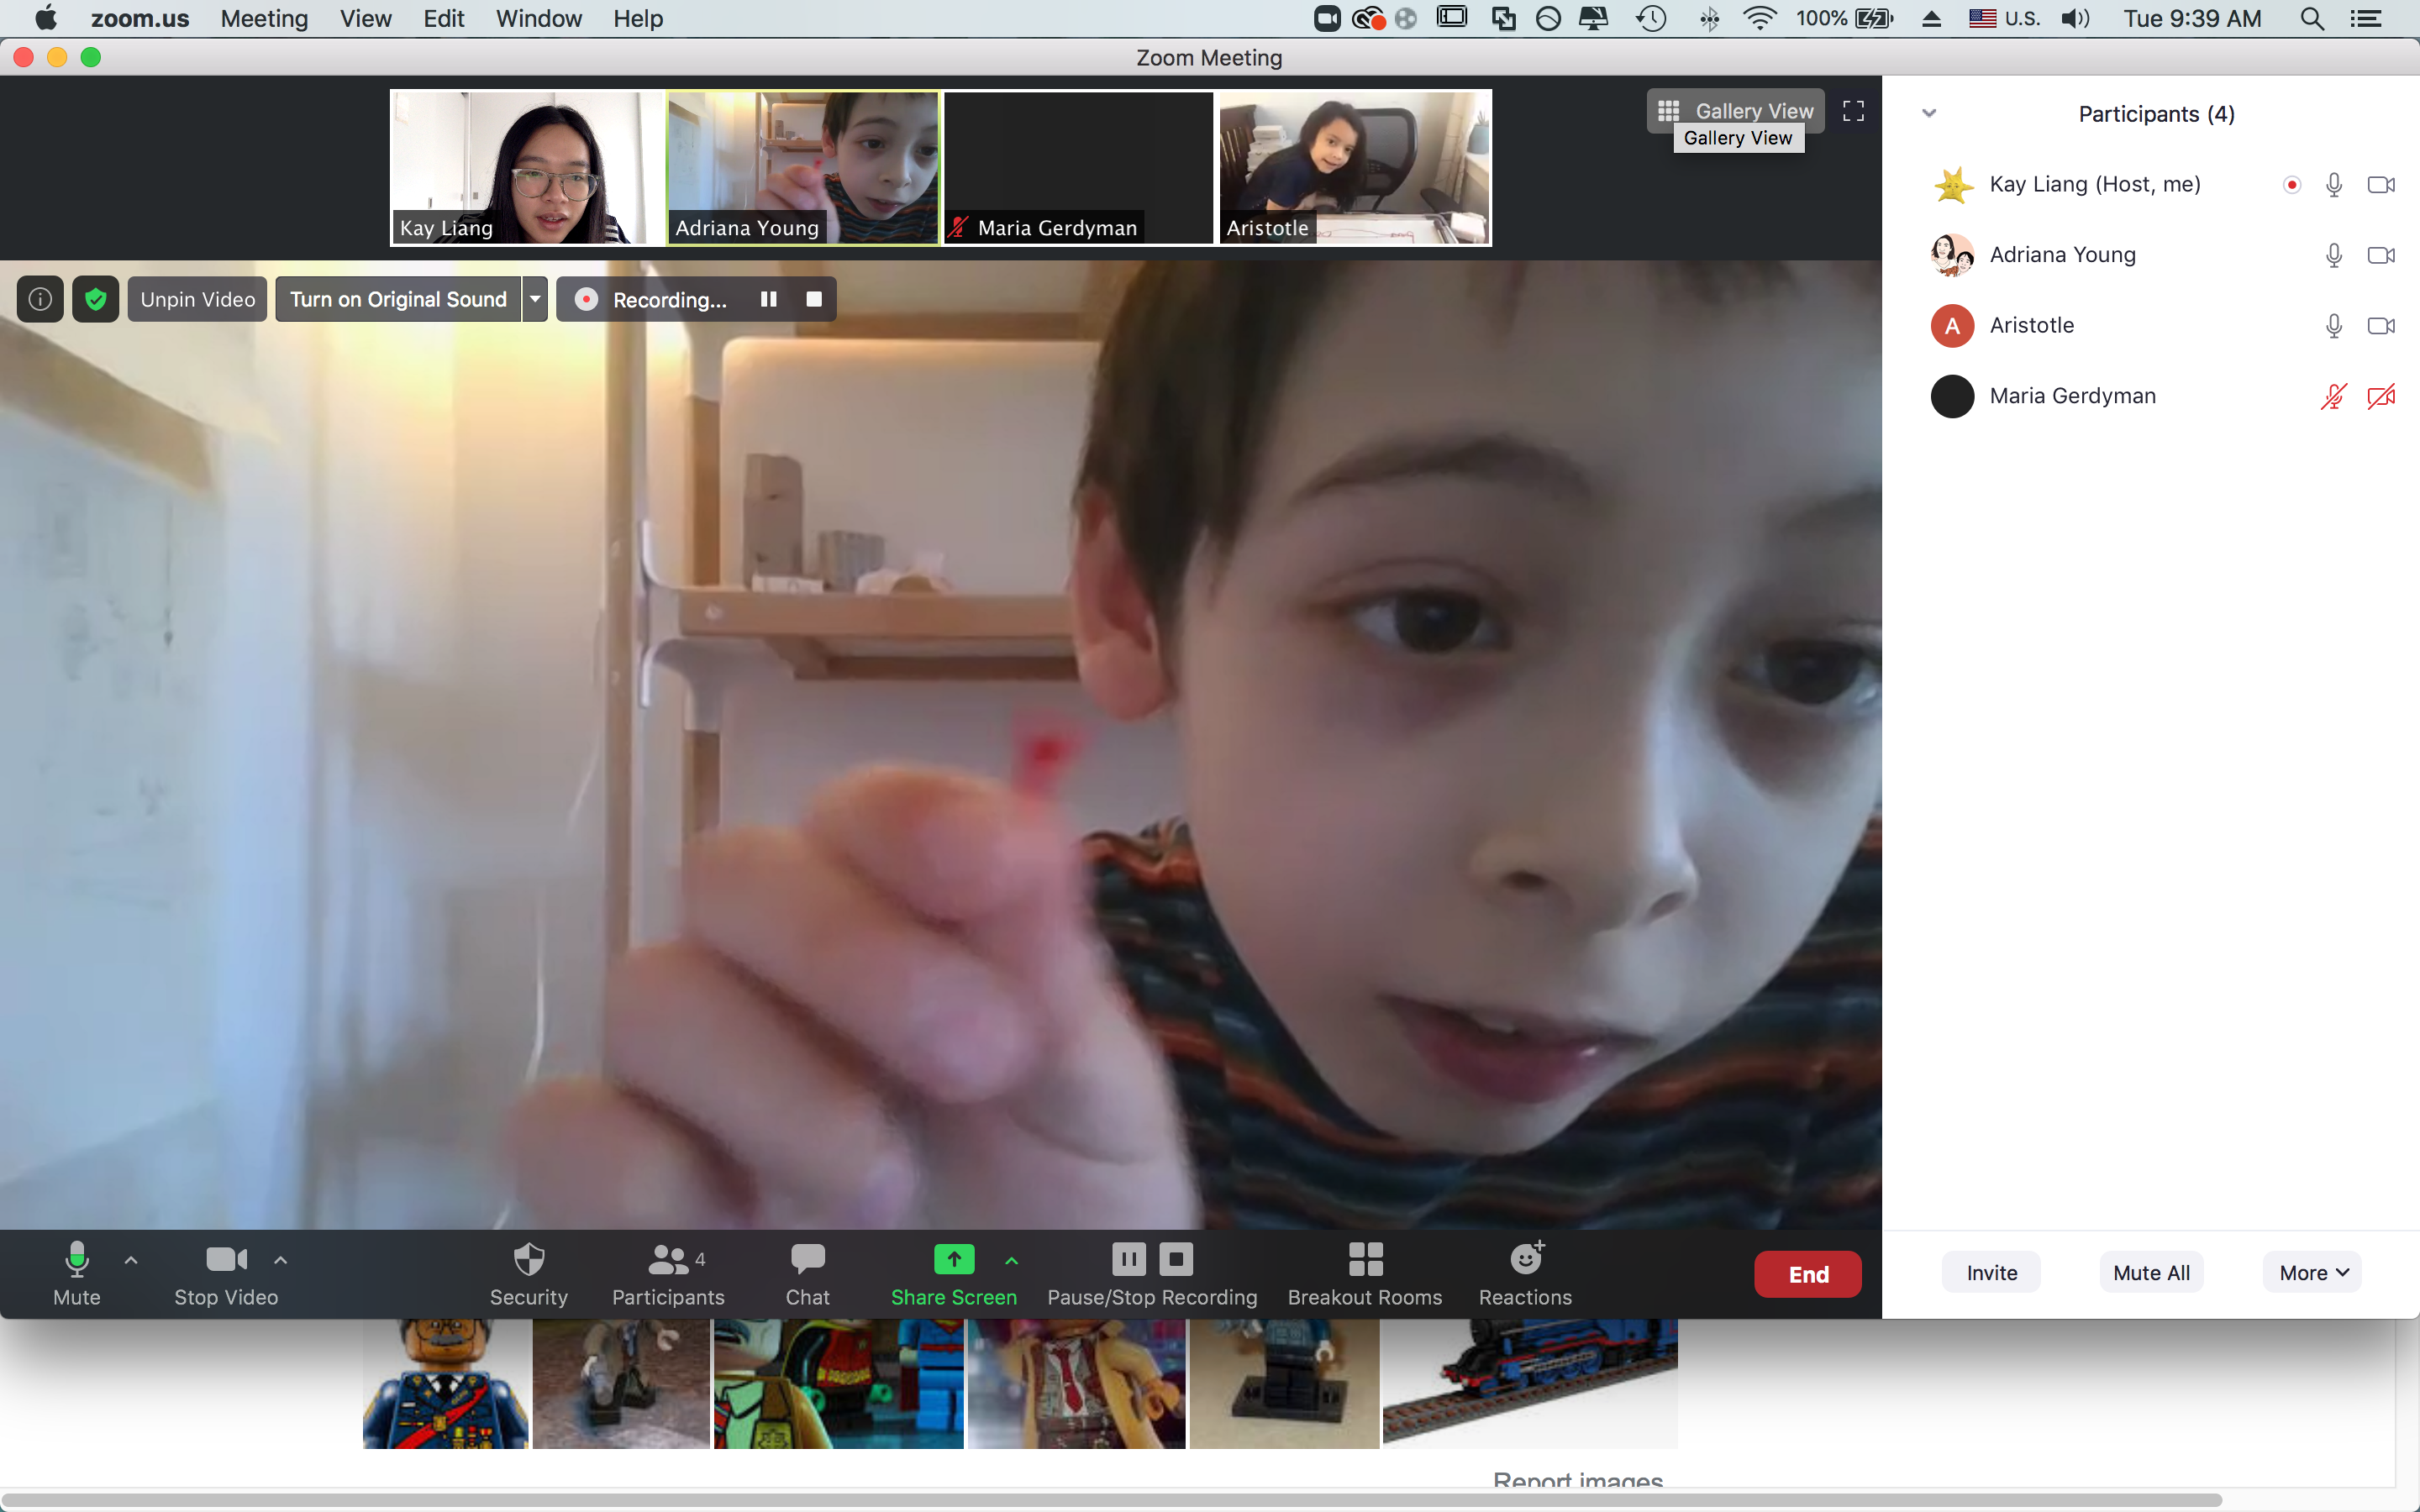 zoom.us Meeting View Edit Window Help 100% U.S. Tue 9:39 AM
Zoom Meeting
Kay Liang
Adriana Young
Maria Gerdyman
Aristotle
Gallery View
Gallery View
Unpin Video
Turn on Original Sound
Recording...
Participants (4)
Kay Liang (Host, me)
Adriana Young
A Aristotle
Maria Gerdyman
Mute
Stop Video
Security
4
Participants
Chat
Share Screen
Pause/Stop Recording
Breakout Rooms
Reactions
End
Invite
Mute All
More
Report images